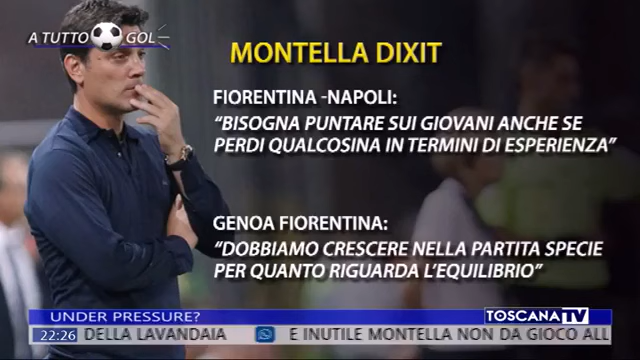 A TUTTO GOL
MONTELLA DIXIT
FIORENTINA -NAPOLI:
“BISOGNA PUNTARE SUI GIOVANI ANCHE SE
PERDI QUALCOSINA IN TERMINI DI ESPERIENZA”
GENOA FIORENTINA:
“DOBBIAMO CRESCERE NELLA PARTITA SPECIE
PER QUANTO RIGUARDA L’EQUILIBRIO”
UNDER PRESSURE?
TOSCANA TV
22:26 DELLA LAVANDAIA E INUTILE MONTELLA NON DA GIOCO ALL